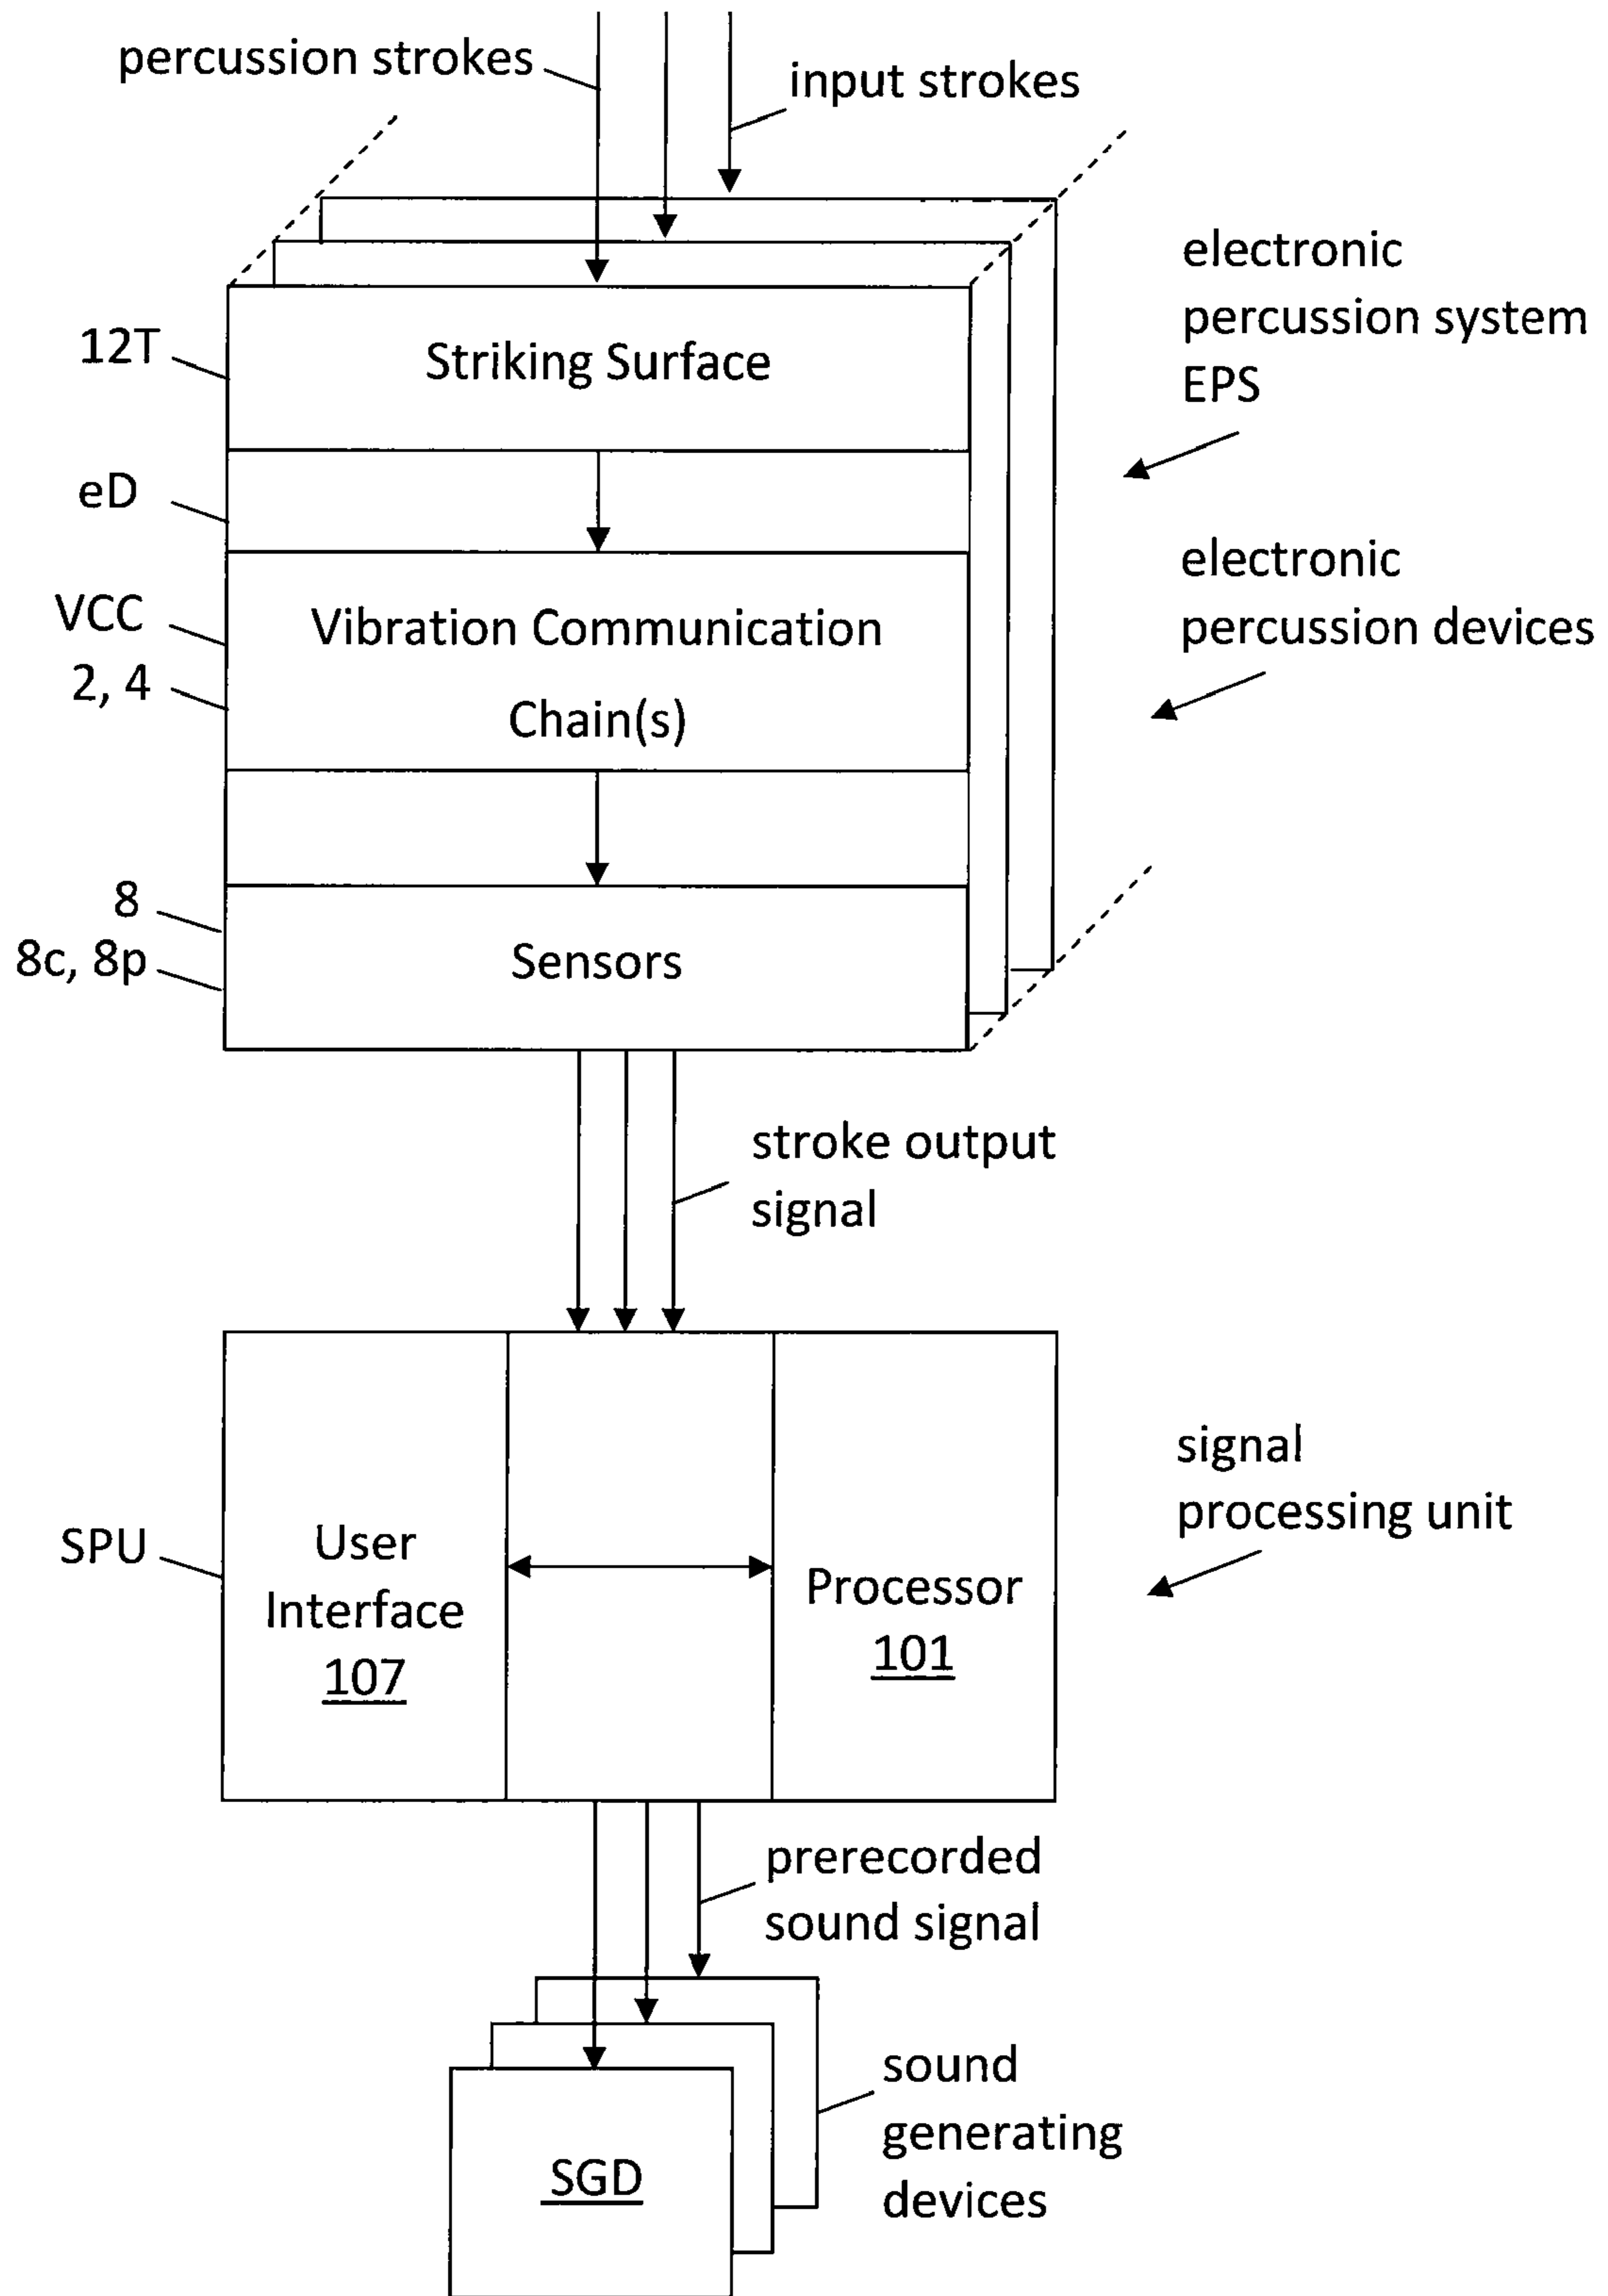 percussion strokes
input strokes
electronic
percussion system
EPS
12T
Striking Surface
eD
electronic
percussion devices
VCC
2, 4
Vibration Communication
Chain(s)
8
8c, 8p
Sensors
stroke output
signal
signal
processing unit
SPU
User
Interface
107
Processor
101
prerecorded
sound signal
sound
generating
devices
SGD